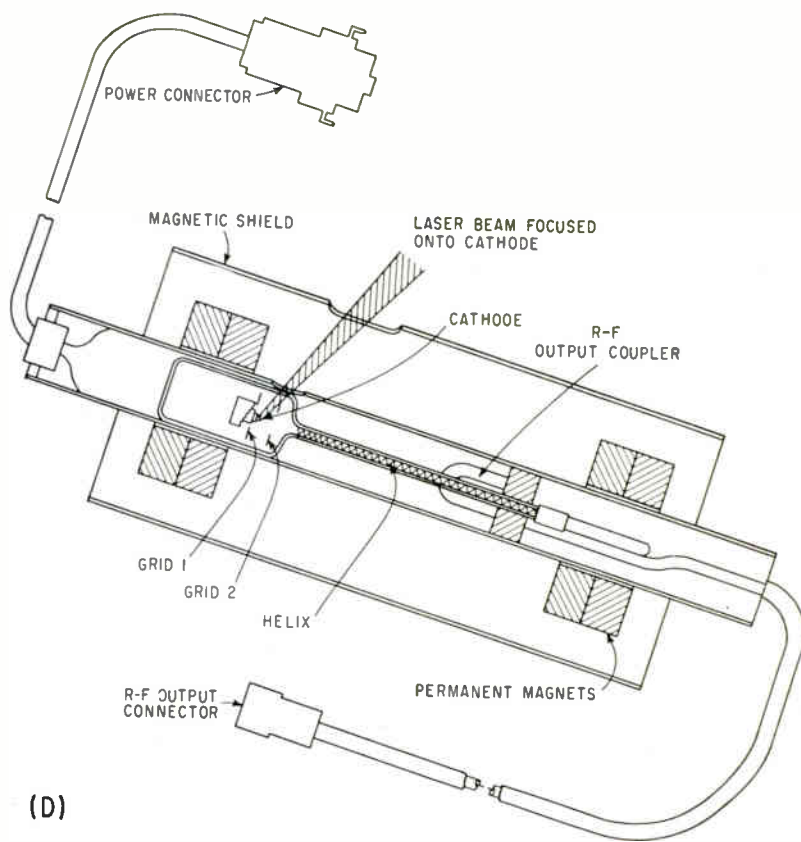 POWER CONNECTOR
MAGNETIC SHIELD
LASER BEAM FOCUSED
ONTO CATHODE
CATHODE
R-F
OUTPUT COUPLER
GRID 1
GRID 2
HELIX
PERMANENT MAGNETS
R-F OUTPUT
CONNECTOR
(D)